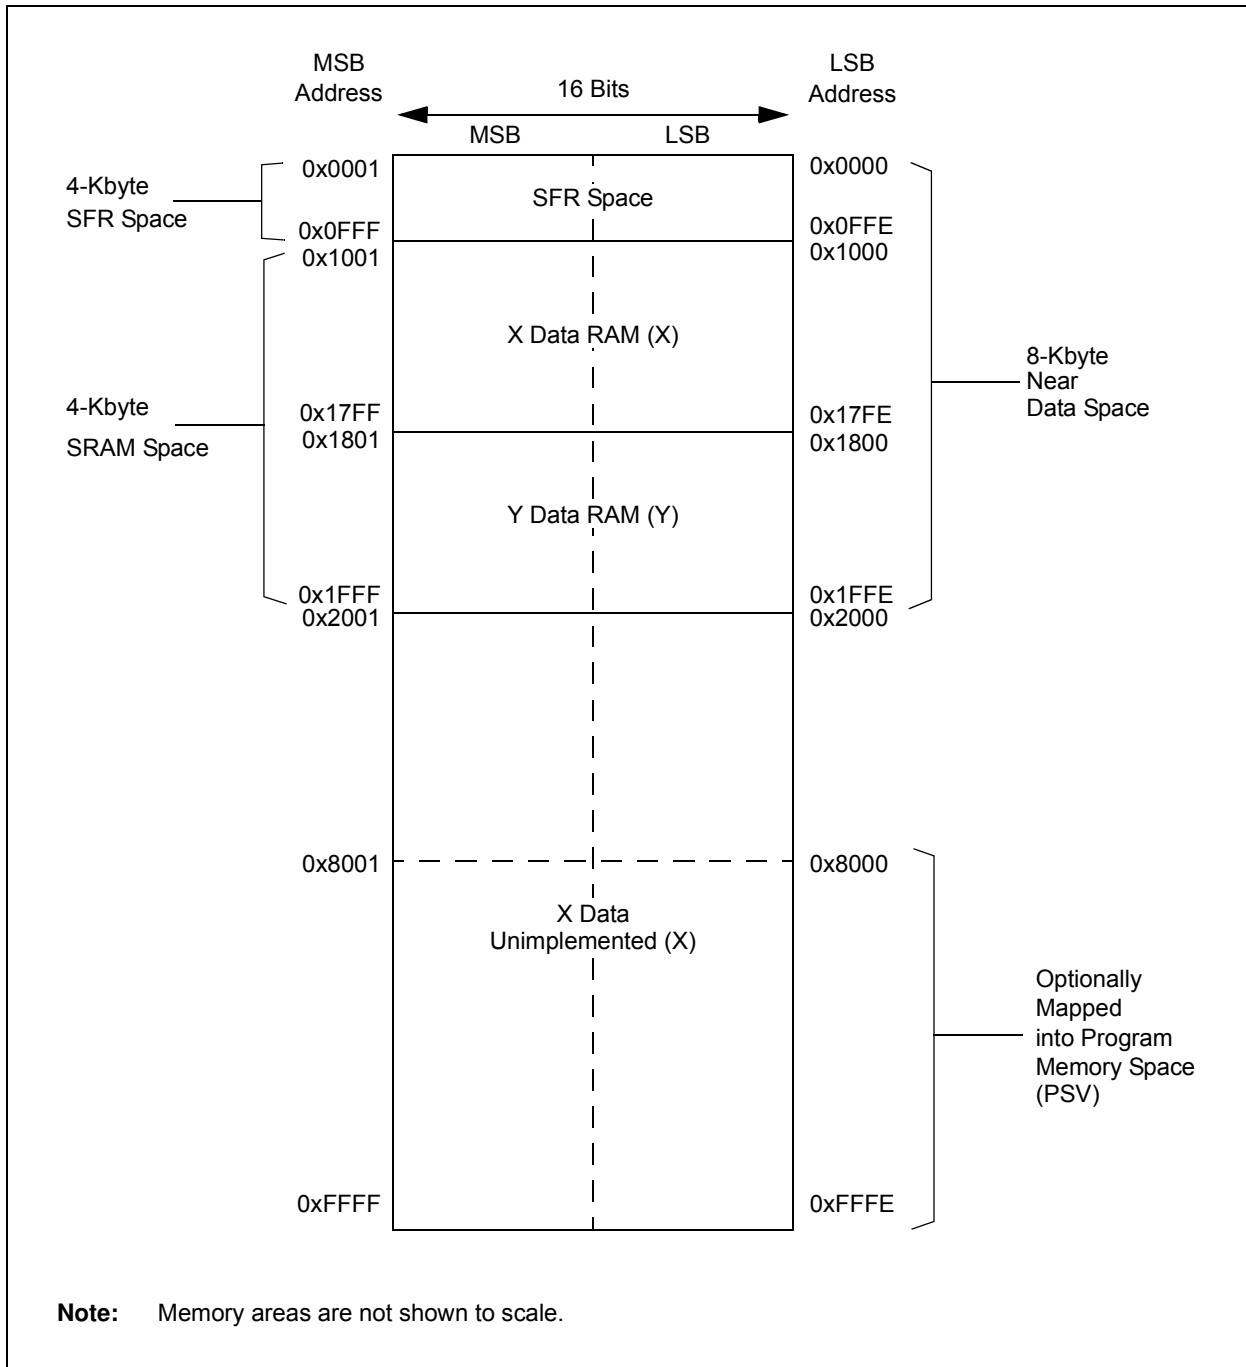 MSB
Address
LSB
Address
16 Bits
MSB
LSB
0x0001
0x0000
4-Kbyte
SFR Space
SFR Space
0x0FFF
0x0FFE
0x1001
0x1000
X Data RAM (X)
8-Kbyte
Near
Data Space
4-Kbyte
SRAM Space
0x17FF
0x17FE
0x1801
0x1800
Y Data RAM (Y)
0x1FFF
0x1FFE
0x2001
0x2000
0x8001
0x8000
X Data
Unimplemented (X)
Optionally
Mapped
into Program
Memory Space
(PSV)
0xFFFF
0xFFFE
Note: Memory areas are not shown to scale.